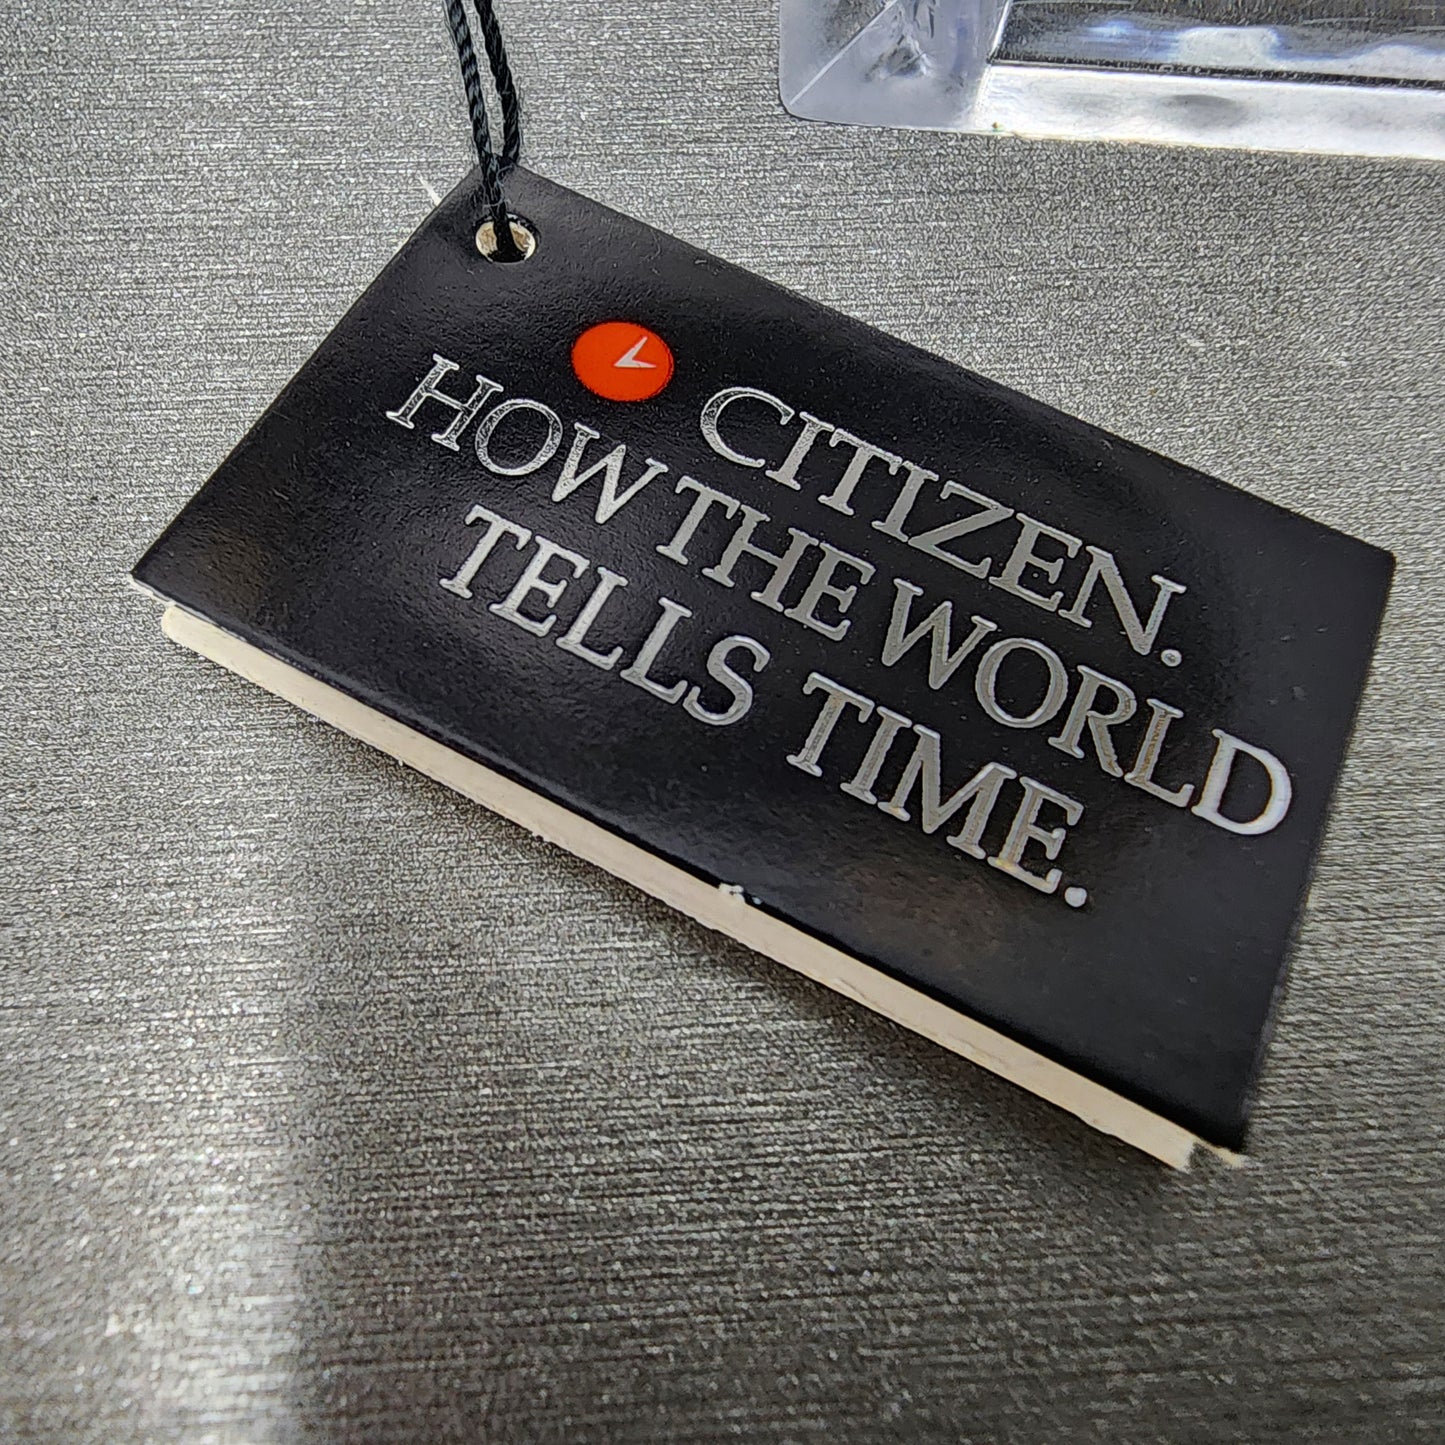 CITIZEN.
HOW THE WORLD
TELLS TIME.